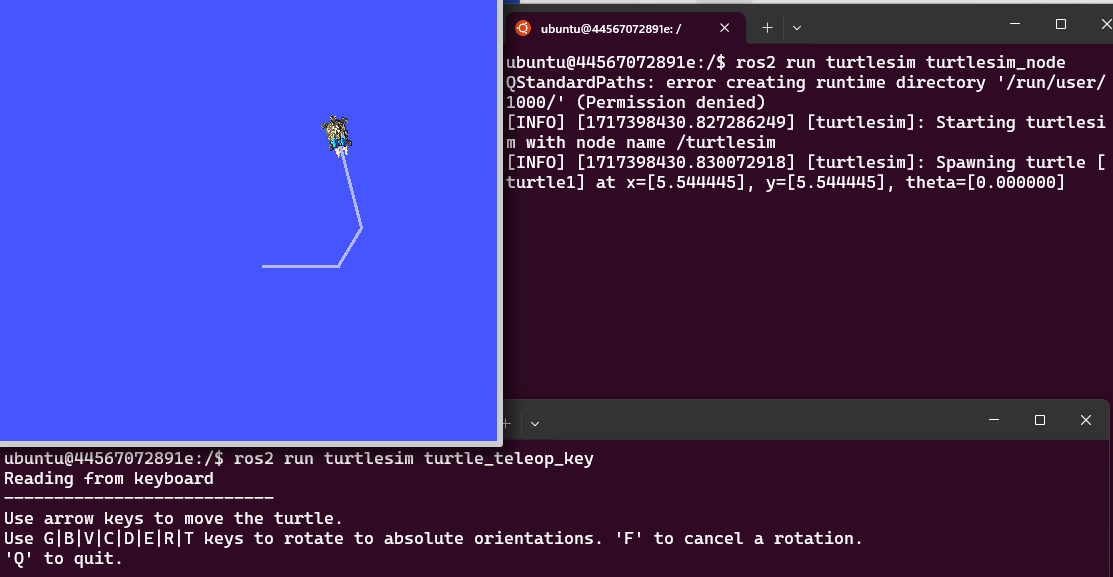 ubuntu@44567072891e: /
ubuntu@44567072891e:/$ ros2 run turtlesim turtlesim_node
QStandardPaths: error creating runtime directory '/run/user/
1000/' (Permission denied)
[INFO] [1717398430.827286249] [turtlesim]: Starting turtlesi
m with node name /turtlesim
[INFO] [1717398430.830072918] [turtlesim]: Spawning turtle [
turtle1] at x=[5.544445], y=[5.544445], theta=[0.000000]
ubuntu@44567072891e:/$ ros2 run turtlesim turtle_teleop_key
Reading from keyboard
---------------------------
Use arrow keys to move the turtle.
Use G|B|V|C|D|E|R|T keys to rotate to absolute orientations. 'F' to cancel a rotation.
'Q' to quit.